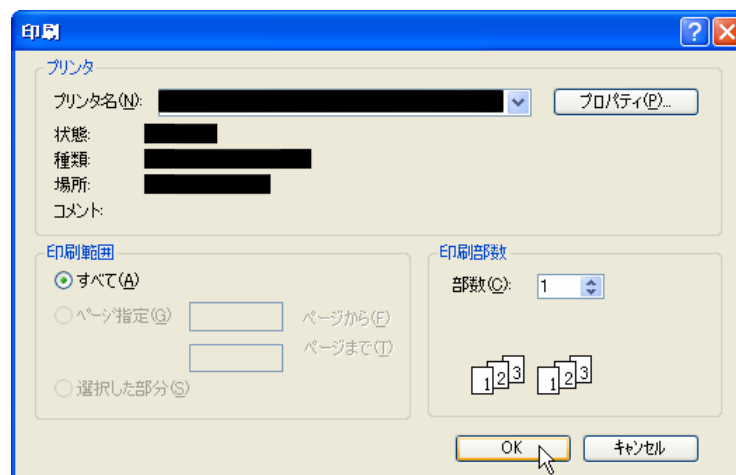 印刷
プリンタ
プリンタ名(N):
プロパティ(P)...
状態:
種類:
場所:
コメント:
印刷範囲
すべて(A)
ページ指定(G) ページから(F)
ページまで(T)
選択した部分(S)
印刷部数
部数(C): 1
1 2 3 1 2 3
OK キャンセル